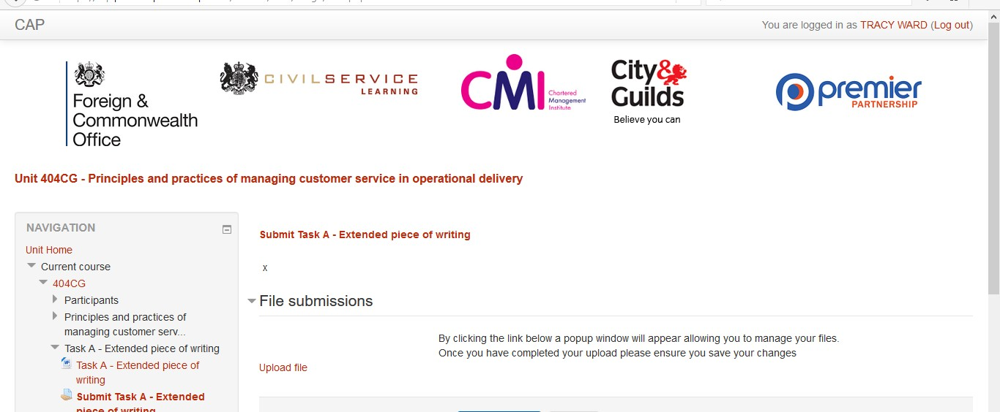 CAP
You are logged in as TRACY WARD (Log out)
Foreign &
Commonwealth
Office
CIVILSERVICE
LEARNING
CMI
Chartered
Management
Institute
City&
Guilds
Believe you can
premier
PARTNERSHIP
Unit 404CG - Principles and practices of managing customer service in operational delivery
NAVIGATION
Unit Home
Current course
404CG
Participants
Principles and practices of
managing customer serv...
Task A - Extended piece of writing
Task A - Extended piece of
writing
Submit Task A - Extended
piece of writing
Submit Task A - Extended piece of writing
x
File submissions
By clicking the link below a popup window will appear allowing you to manage your files.
Once you have completed your upload please ensure you save your changes
Upload file